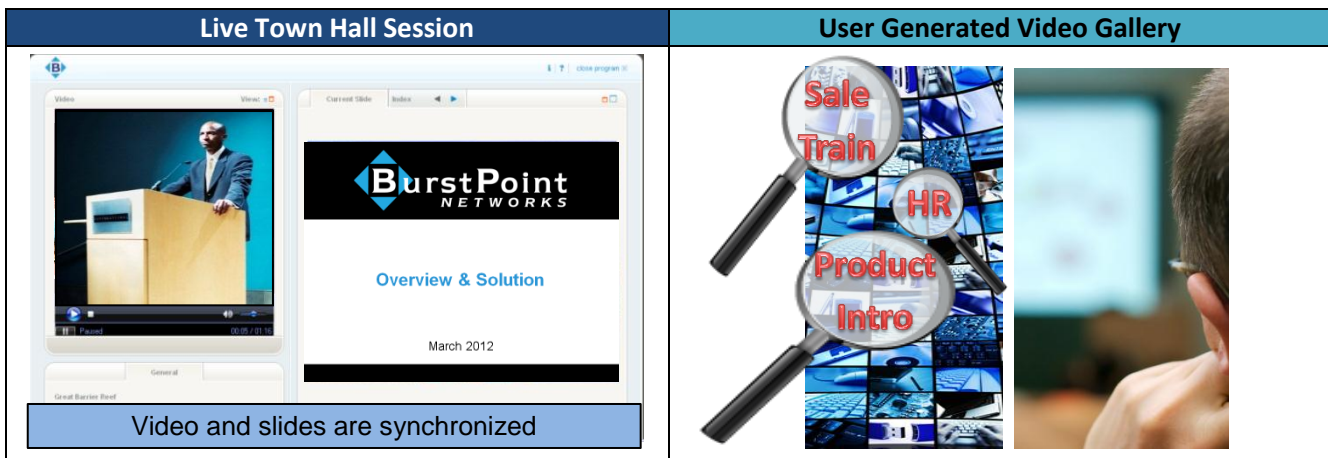 Live Town Hall Session
User Generated Video Gallery
B
i ? close program
Video
View:
Current Slide Index
BurstPoint
NETWORKS
Overview & Solution
March 2012
Paused 00:05 / 01:16
General
Great Barrier Reef
Video and slides are synchronized
Sale
Train
HR
Product
Intro